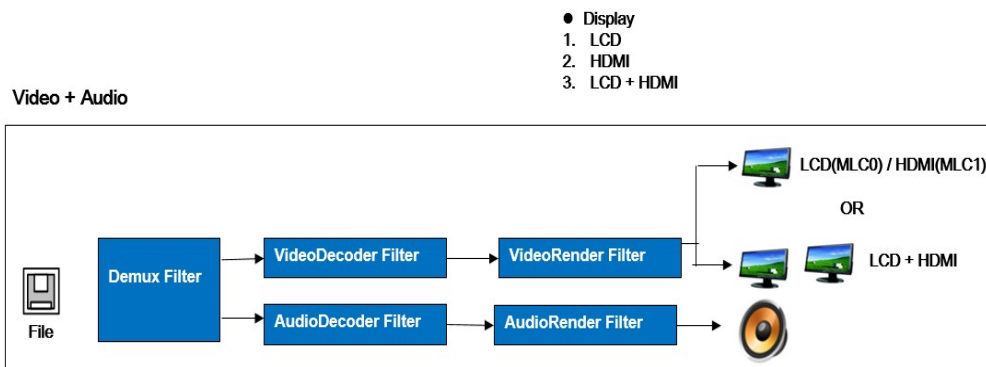 ● Display
1. LCD
2. HDMI
3. LCD + HDMI
Video + Audio
LCD(MLC0) / HDMI(MLC1)
OR
LCD + HDMI
VideoDecoder Filter
VideoRender Filter
Demux Filter
File
AudioDecoder Filter
AudioRender Filter